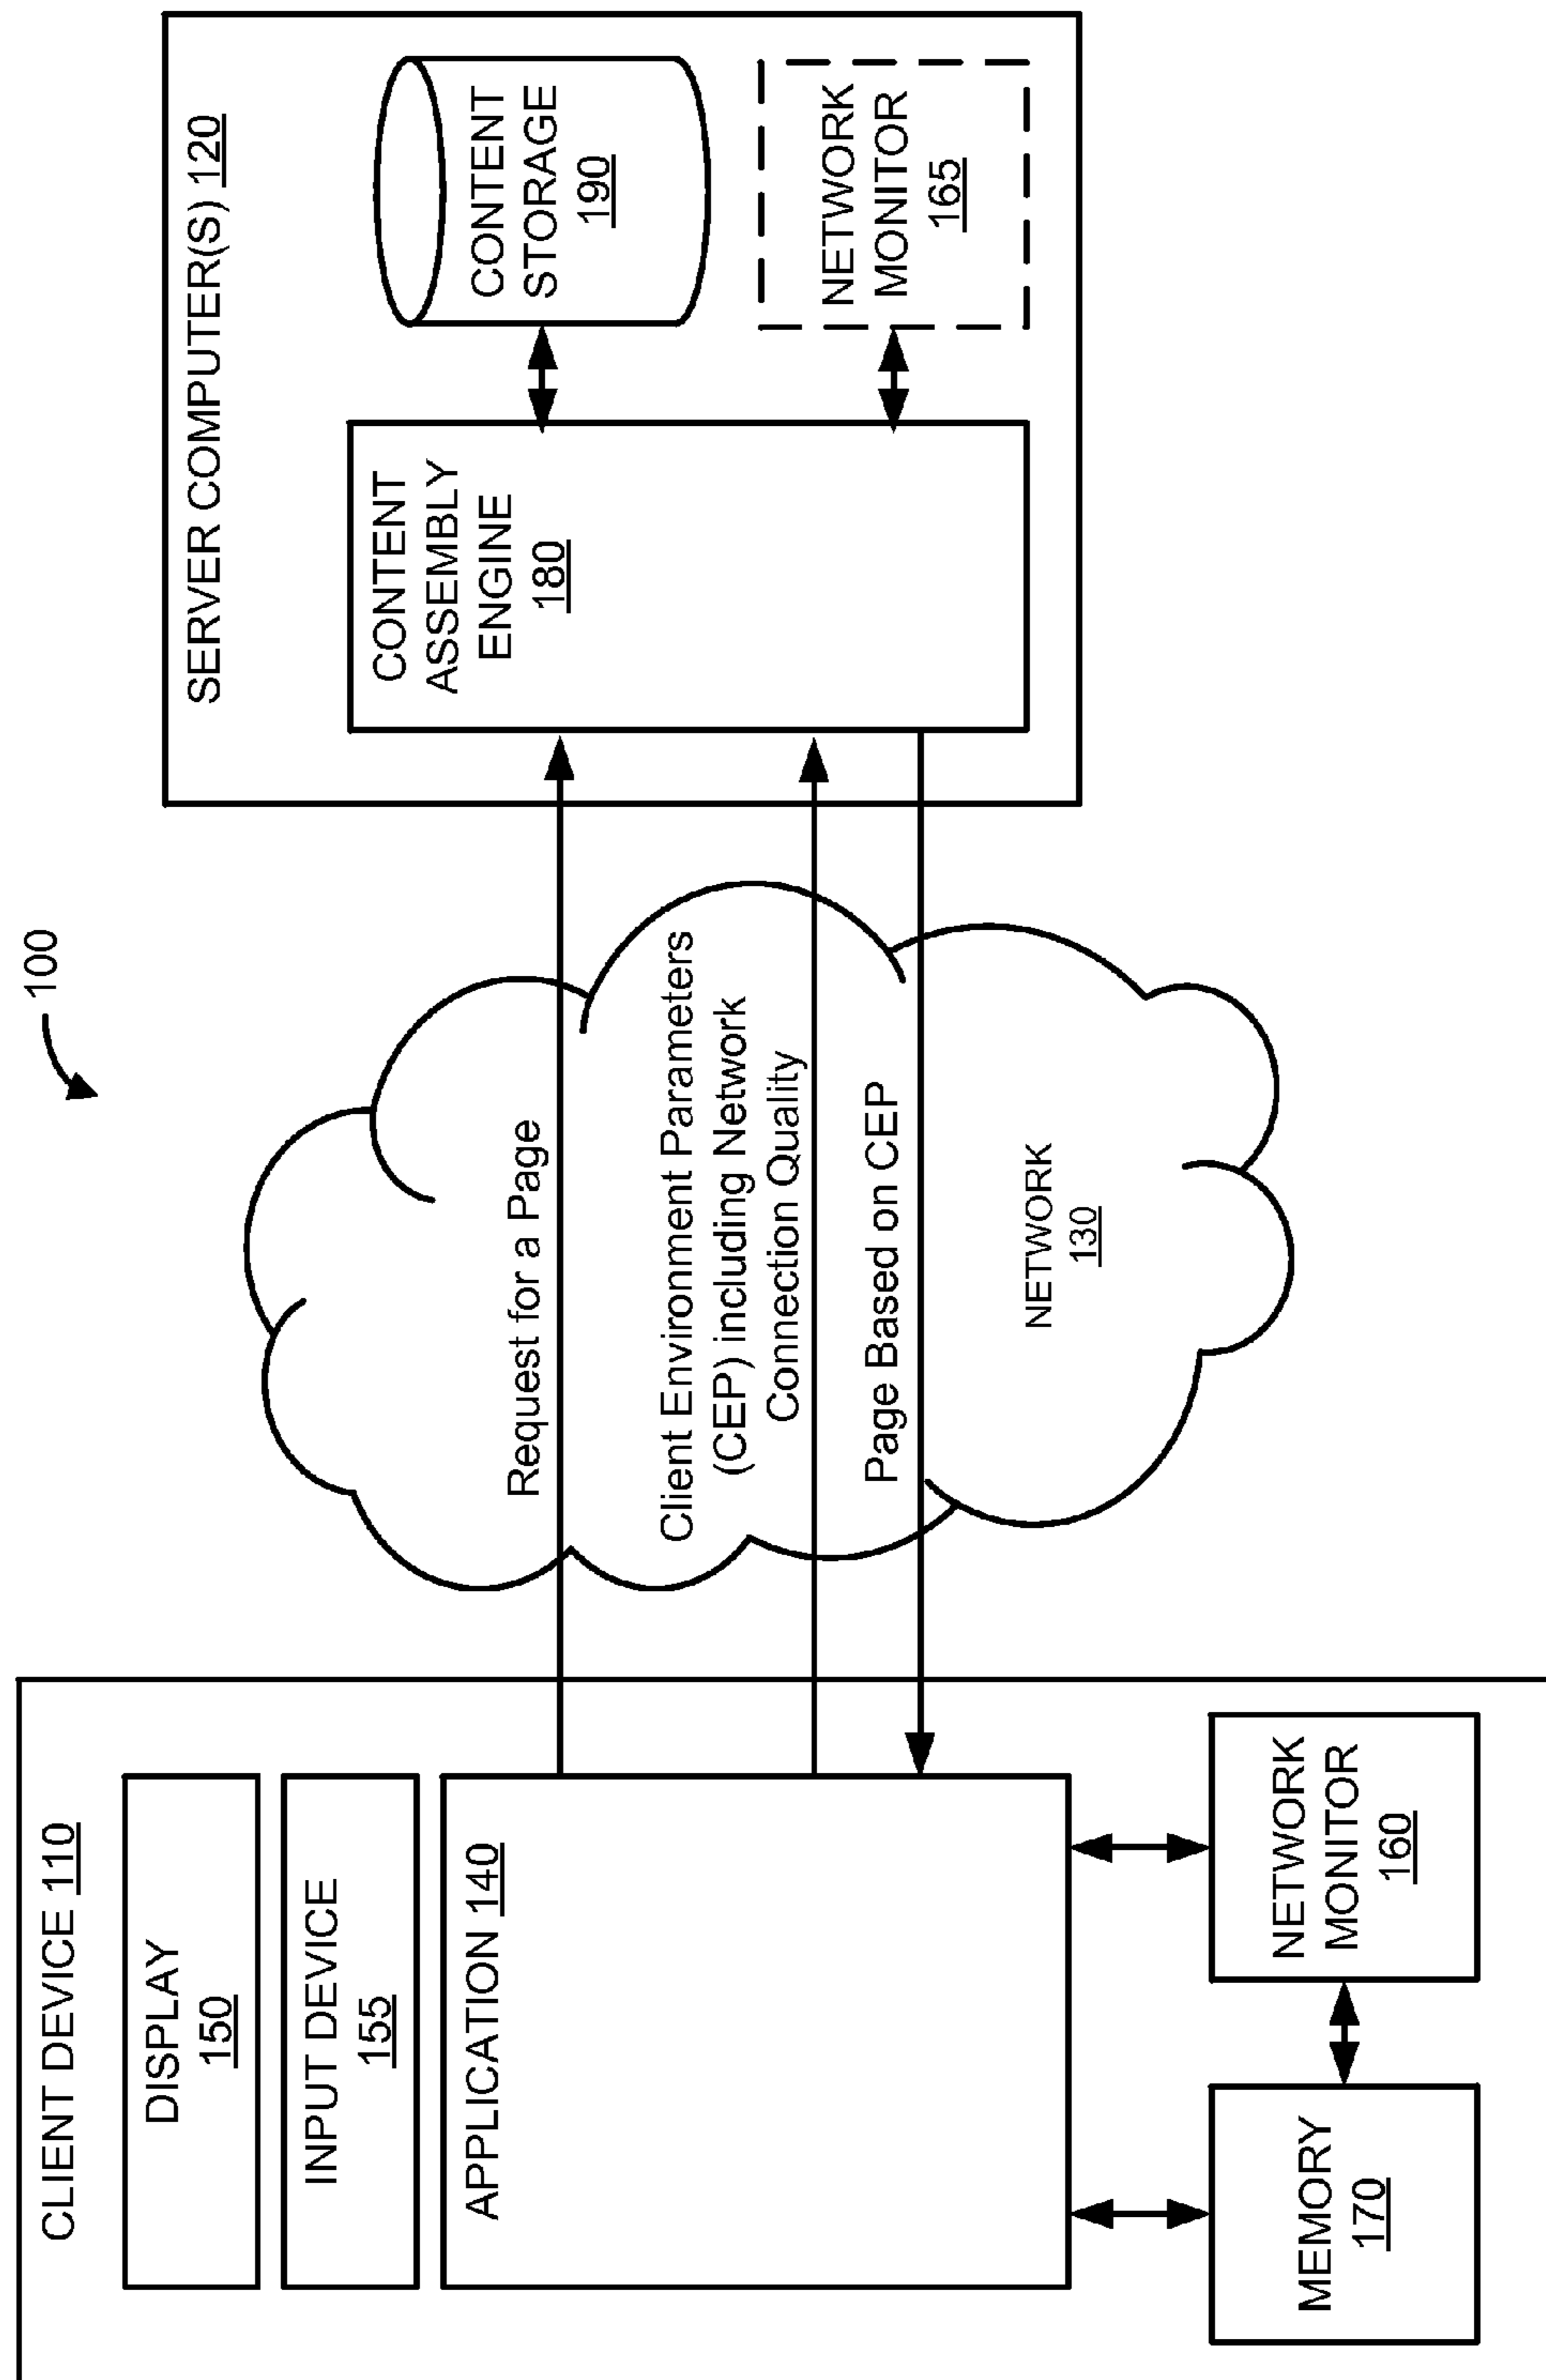 100
CLIENT DEVICE 110
DISPLAY
150
INPUT DEVICE
155
APPLICATION 140
MEMORY
170
NETWORK
MONITOR
160
Request for a Page
Client Environment Parameters
(CEP) including Network
Connection Quality
Page Based on CEP
NETWORK
130
SERVER COMPUTER(S) 120
CONTENT
ASSEMBLY
ENGINE
180
CONTENT
STORAGE
190
NETWORK
MONITOR
165